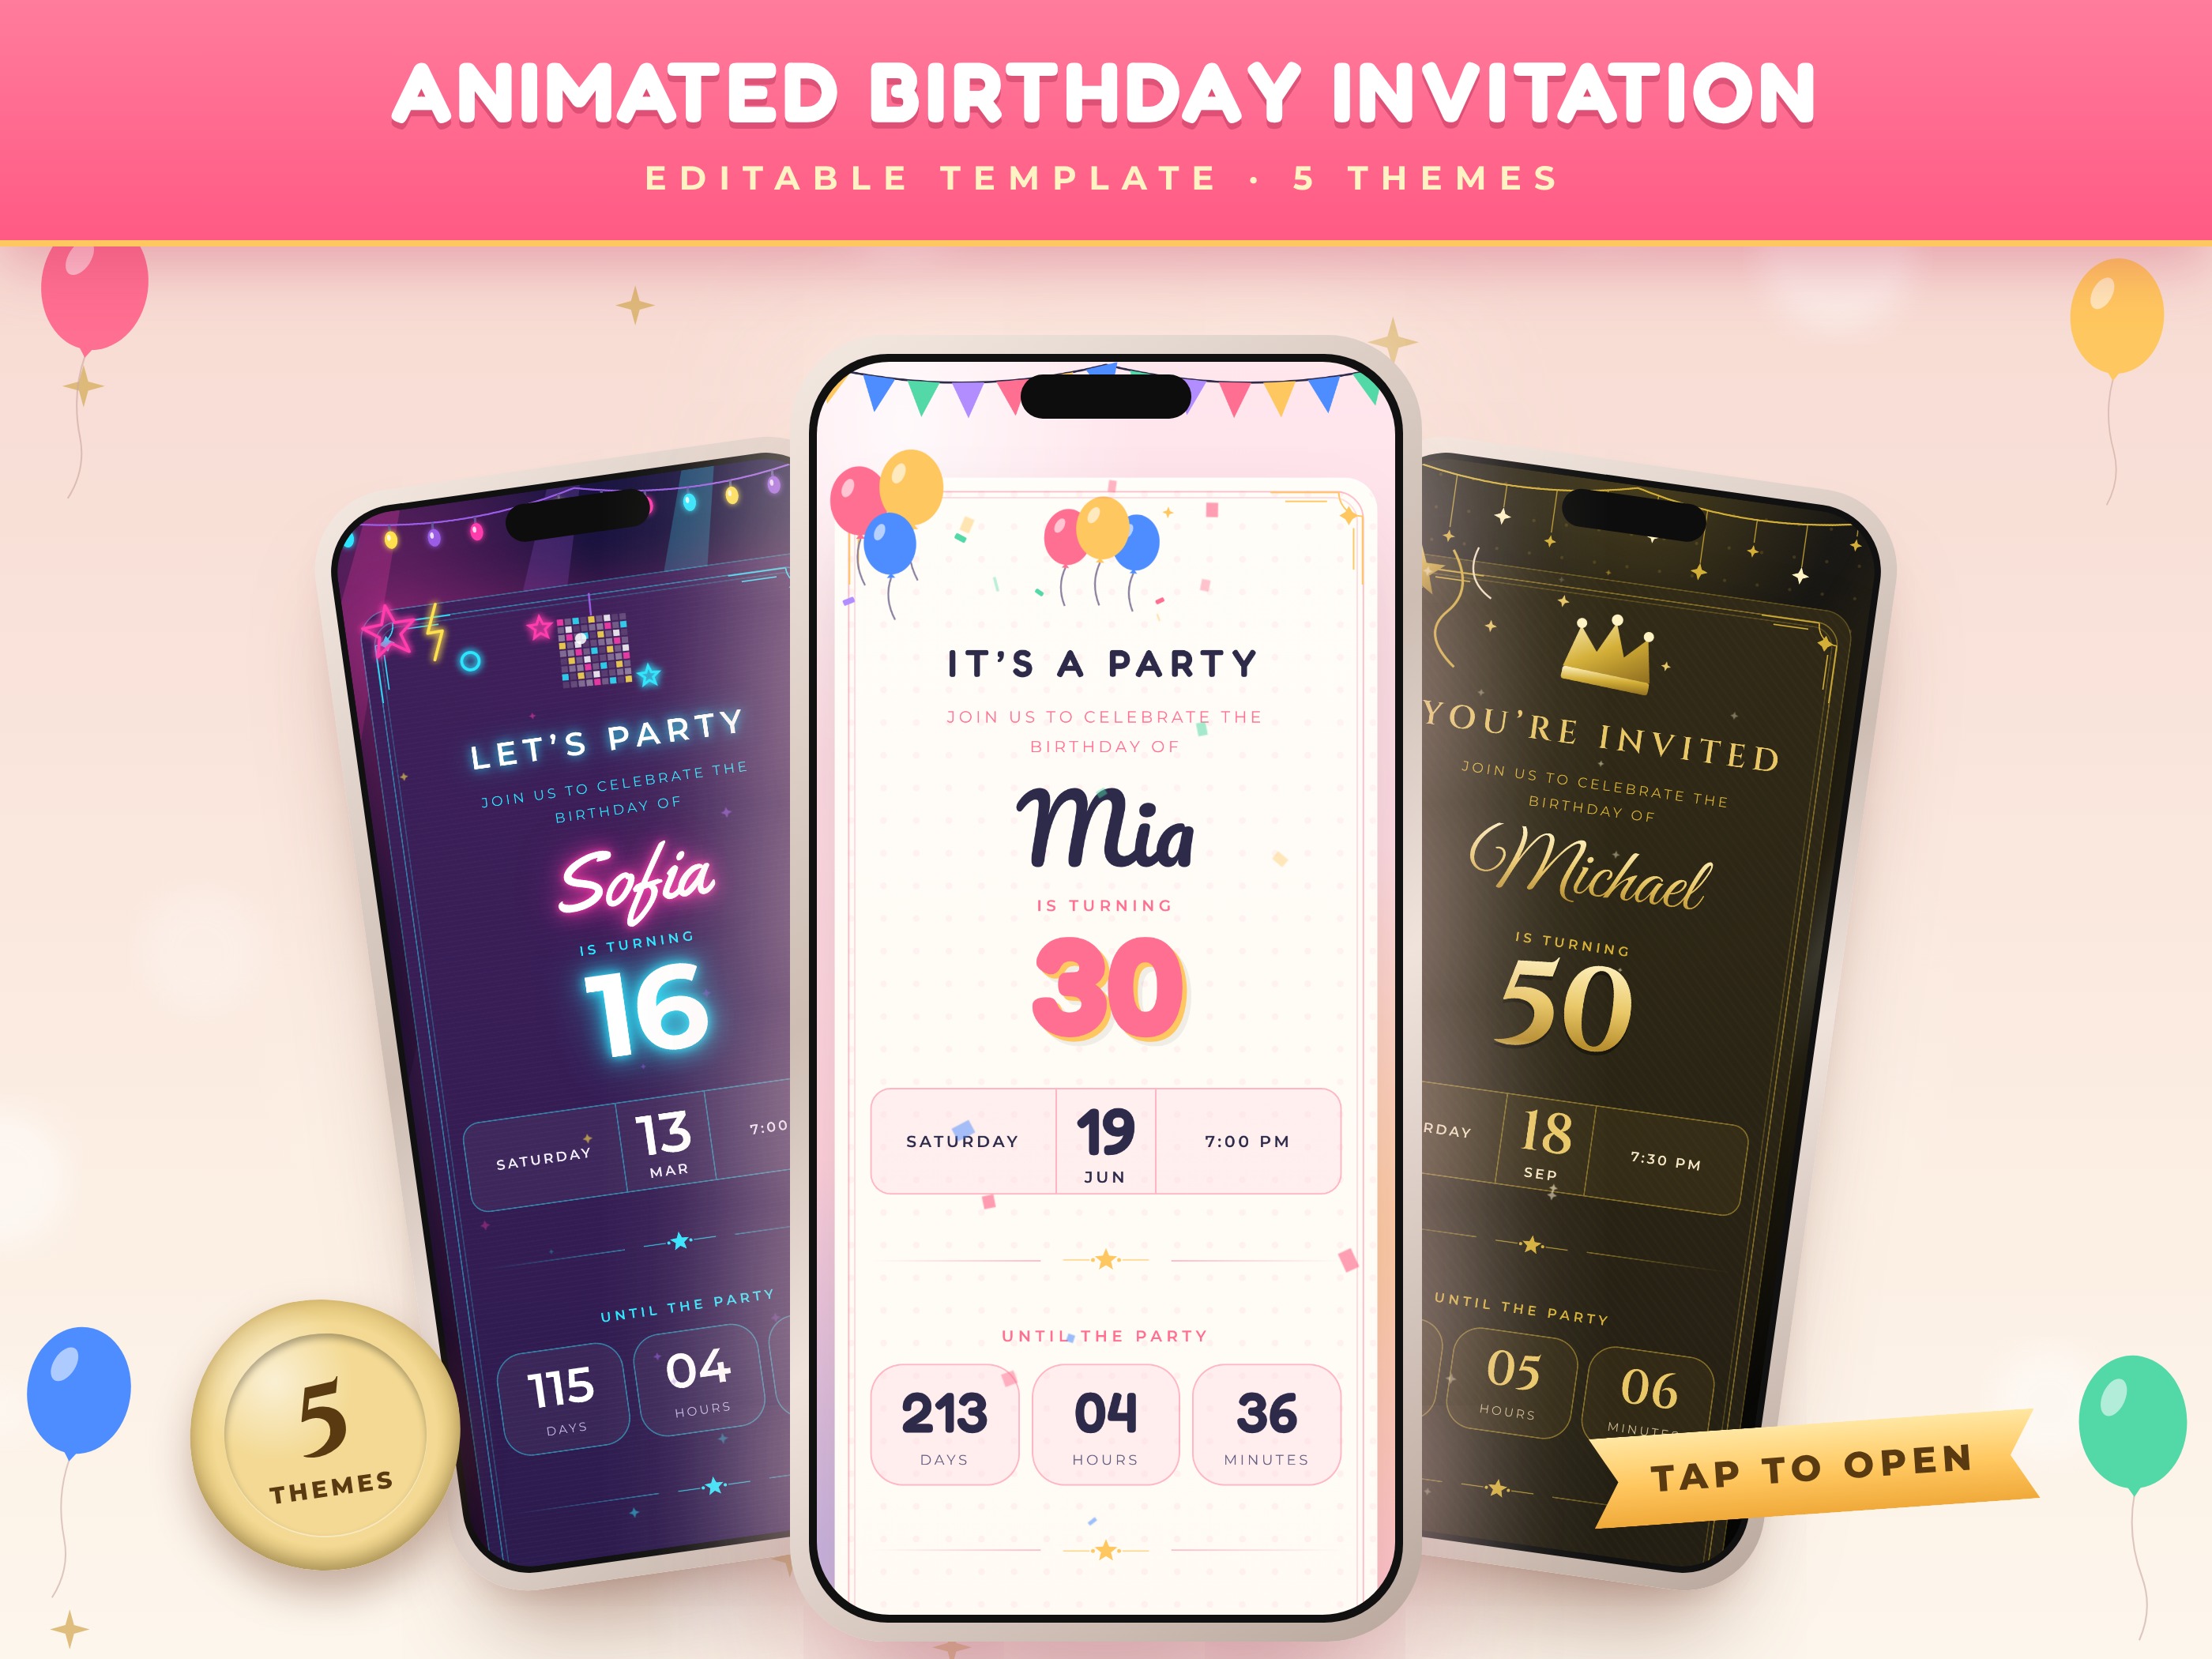 ANIMATED BIRTHDAY INVITATION
EDITABLE TEMPLATE · 5 THEMES
LET’S PARTY
JOIN US TO CELEBRATE THE
BIRTHDAY OF
Sofia
IS TURNING
16
SATURDAY
13
MAR
7:00
UNTIL THE PARTY
115
DAYS
04
HOURS
IT’S A PARTY
JOIN US TO CELEBRATE THE
BIRTHDAY OF
Mia
IS TURNING
30
SATURDAY
19
JUN
7:00 PM
UNTIL THE PARTY
213
DAYS
04
HOURS
36
MINUTES
YOU’RE INVITED
JOIN US TO CELEBRATE THE
BIRTHDAY OF
Michael
IS TURNING
50
RDAY
18
SEP
7:30 PM
UNTIL THE PARTY
05
HOURS
06
MINUTES
5
THEMES
TAP TO OPEN